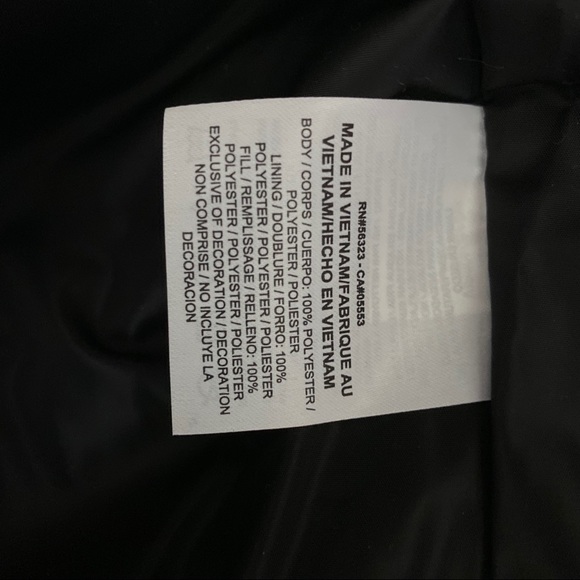 RN#56323 - CA#05553
MADE IN VIETNAM/FABRIQUE AU
VIETNAM/HECHO EN VIETNAM
BODY / CORPS / CUERPO: 100% POLYESTER /
POLYESTER / POLIESTER
LINING / DOUBLURE / FORRO: 100%
POLYESTER / POLYESTER / POLIESTER
FILL / REMPLISSAGE / RELLENO: 100%
POLYESTER / POLYESTER / POLIESTER
EXCLUSIVE OF DECORATION / DECORATION
NON COMPRISE / NO INCLUYE LA
DECORACION